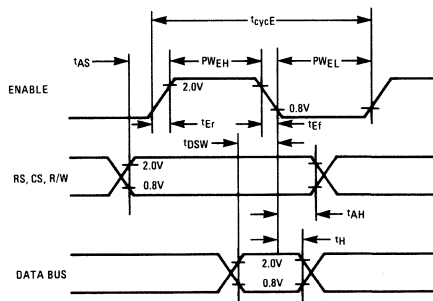 tcycE
tAS
PWEH
PWEL
ENABLE
2.0V
0.8V
tEr
tEf
tDSW
RS, CS, R/W
2.0V
0.8V
tAH
tH
DATA BUS
2.0V
0.8V